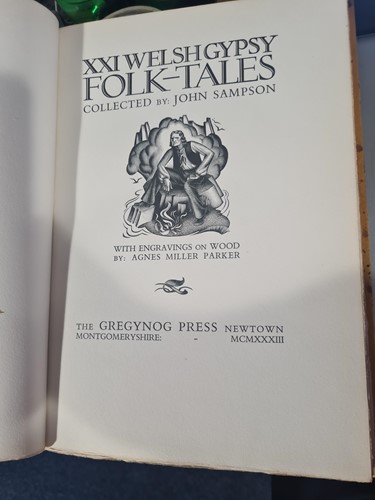 XXI WELSH GYPSY
FOLK-TALES
COLLECTED BY: JOHN SAMPSON
WITH ENGRAVINGS ON WOOD
BY: AGNES MILLER PARKER
THE GREGYNOG PRESS NEWTOWN
MONTGOMERYSHIRE: - MCMXXXIII